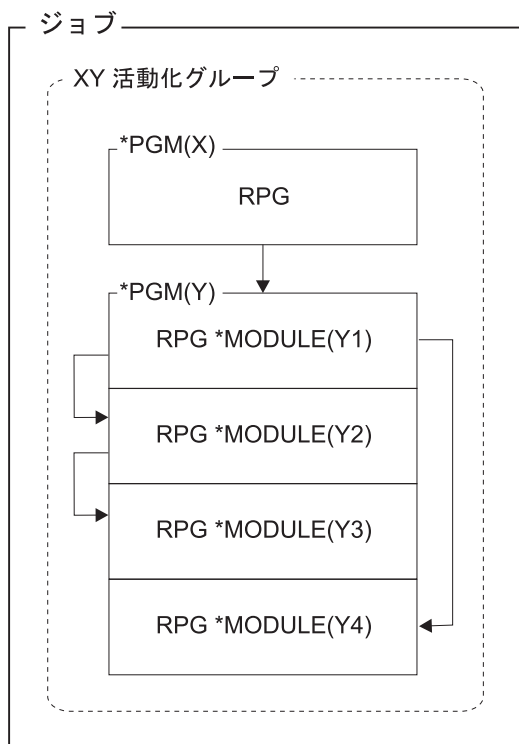 ジョブ
XY 活動化グループ
*PGM(X)
RPG
*PGM(Y)
RPG *MODULE(Y1)
RPG *MODULE(Y2)
RPG *MODULE(Y3)
RPG *MODULE(Y4)